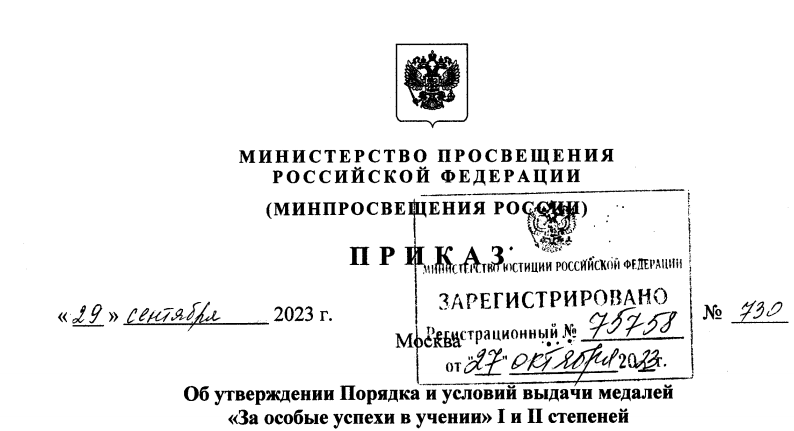 МИНИСТЕРСТВО ПРОСВЕЩЕНИЯ
РОССИЙСКОЙ ФЕДЕРАЦИИ
(МИНПРОСВЕЩЕНИЯ РОССИИ)
ПРИКАЗ
МИНИСТЕРСТВО ЮСТИЦИИ РОССИЙСКОЙ ФЕДЕРАЦИИ
ЗАРЕГИСТРИРОВАНО
Регистрационный № 75758
от "27" октября 2023г.
«29» сентября 2023 г.
№ 730
Москва
Об утверждении Порядка и условий выдачи медалей
«За особые успехи в учении» I и II степеней